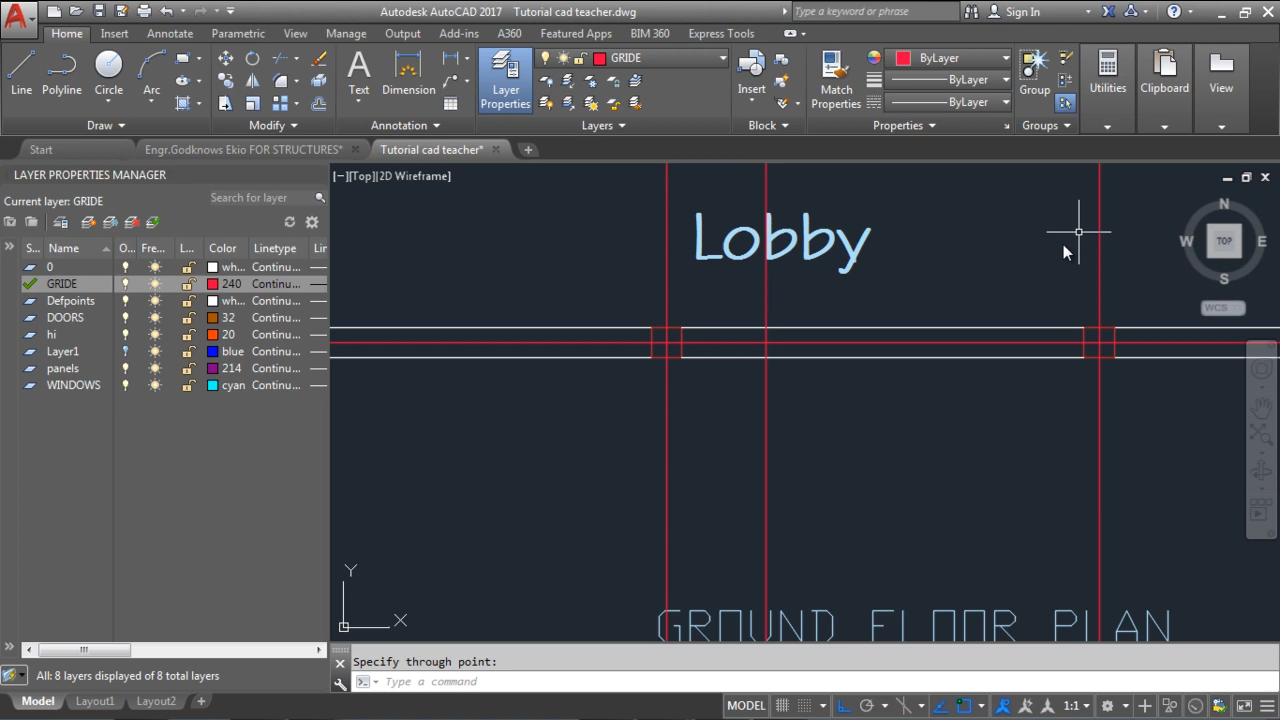 Autodesk AutoCAD 2017 Tutorial cad teacher.dwg
Type a keyword or phrase
Sign In
Home Insert Annotate Parametric View Manage Output Add-ins A360 Featured Apps BIM 360 Express Tools
Line Polyline Circle Arc
Text Dimension
Layer Properties
GRIDE
Insert
Match Properties
ByLayer
ByLayer
ByLayer
Group
Utilities Clipboard View
Draw Modify Annotation Layers Block Properties Groups
Start Engr.Godknows Ekio FOR STRUCTURES* Tutorial cad teacher*
LAYER PROPERTIES MANAGER
Current layer: GRIDE
Search for layer
S... Name O.. Fre... L... Color Linetype Lin
0 wh... Continu...
GRIDE 240 Continu...
Defpoints wh... Continu...
DOORS 32 Continu...
hi 20 Continu...
Layer1 blue Continu...
panels 214 Continu...
WINDOWS cyan Continu...
All: 8 layers displayed of 8 total layers
[−][Top][2D Wireframe]
Lobby
N
W TOP E
S
WCS
Y
X
GROUND FLOOR PLAN
Specify through point:
Type a command
Model Layout1 Layout2
MODEL 1:1